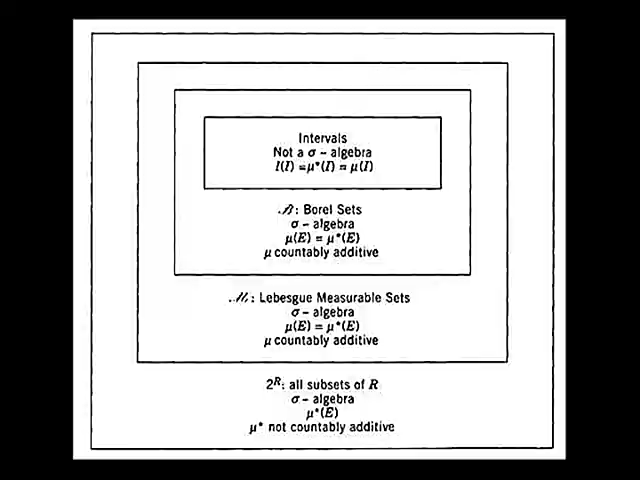 Intervals
Not a σ – algebra
l(I) = μ*(I) = μ(I)
ℬ: Borel Sets
σ – algebra
μ(E) = μ*(E)
μ countably additive
ℳ: Lebesgue Measurable Sets
σ – algebra
μ(E) = μ*(E)
μ countably additive
2ᴿ: all subsets of R
σ – algebra
μ*(E)
μ* not countably additive